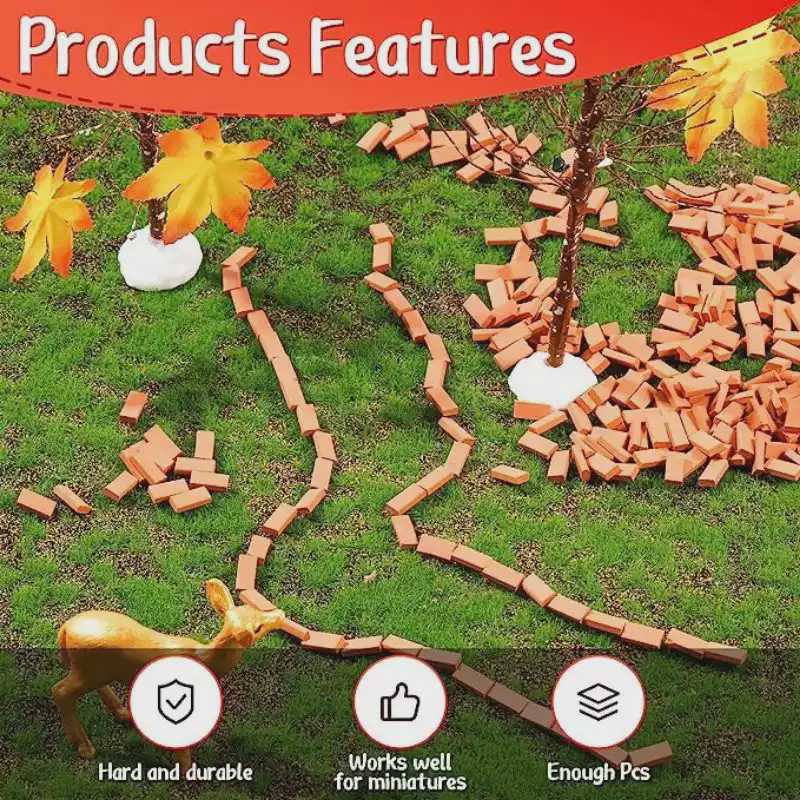 Products Features
Hard and durable
Works well
for miniatures
Enough Pcs